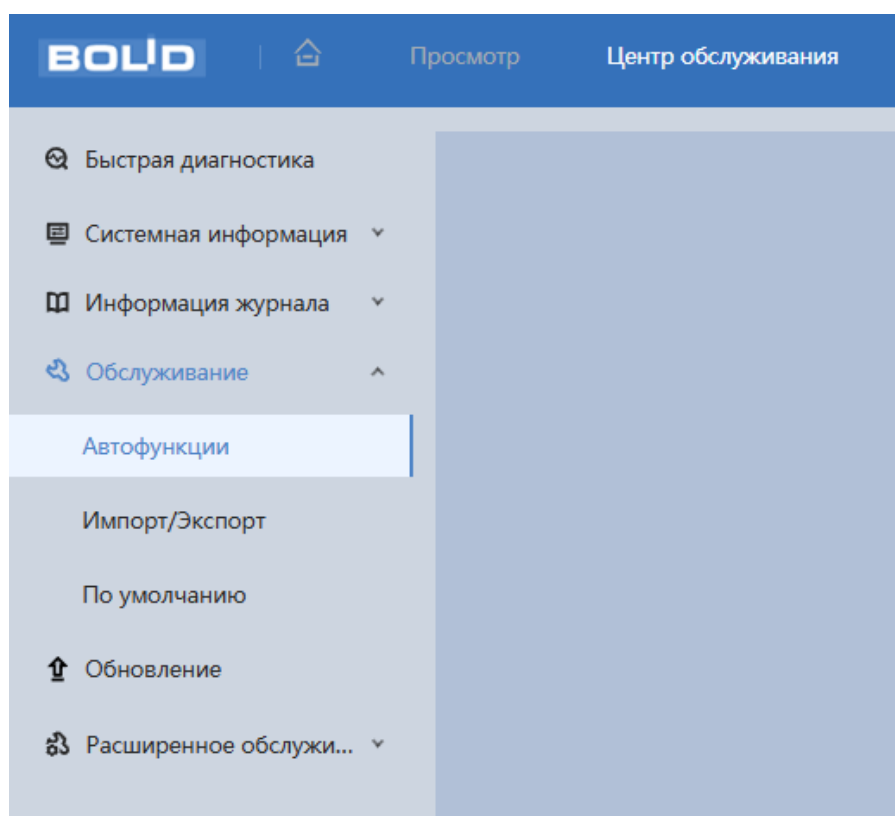 BOLID
Просмотр
Центр обслуживания
Быстрая диагностика
Системная информация
Информация журнала
Обслуживание
Автофункции
Импорт/Экспорт
По умолчанию
Обновление
Расширенное обслужи...